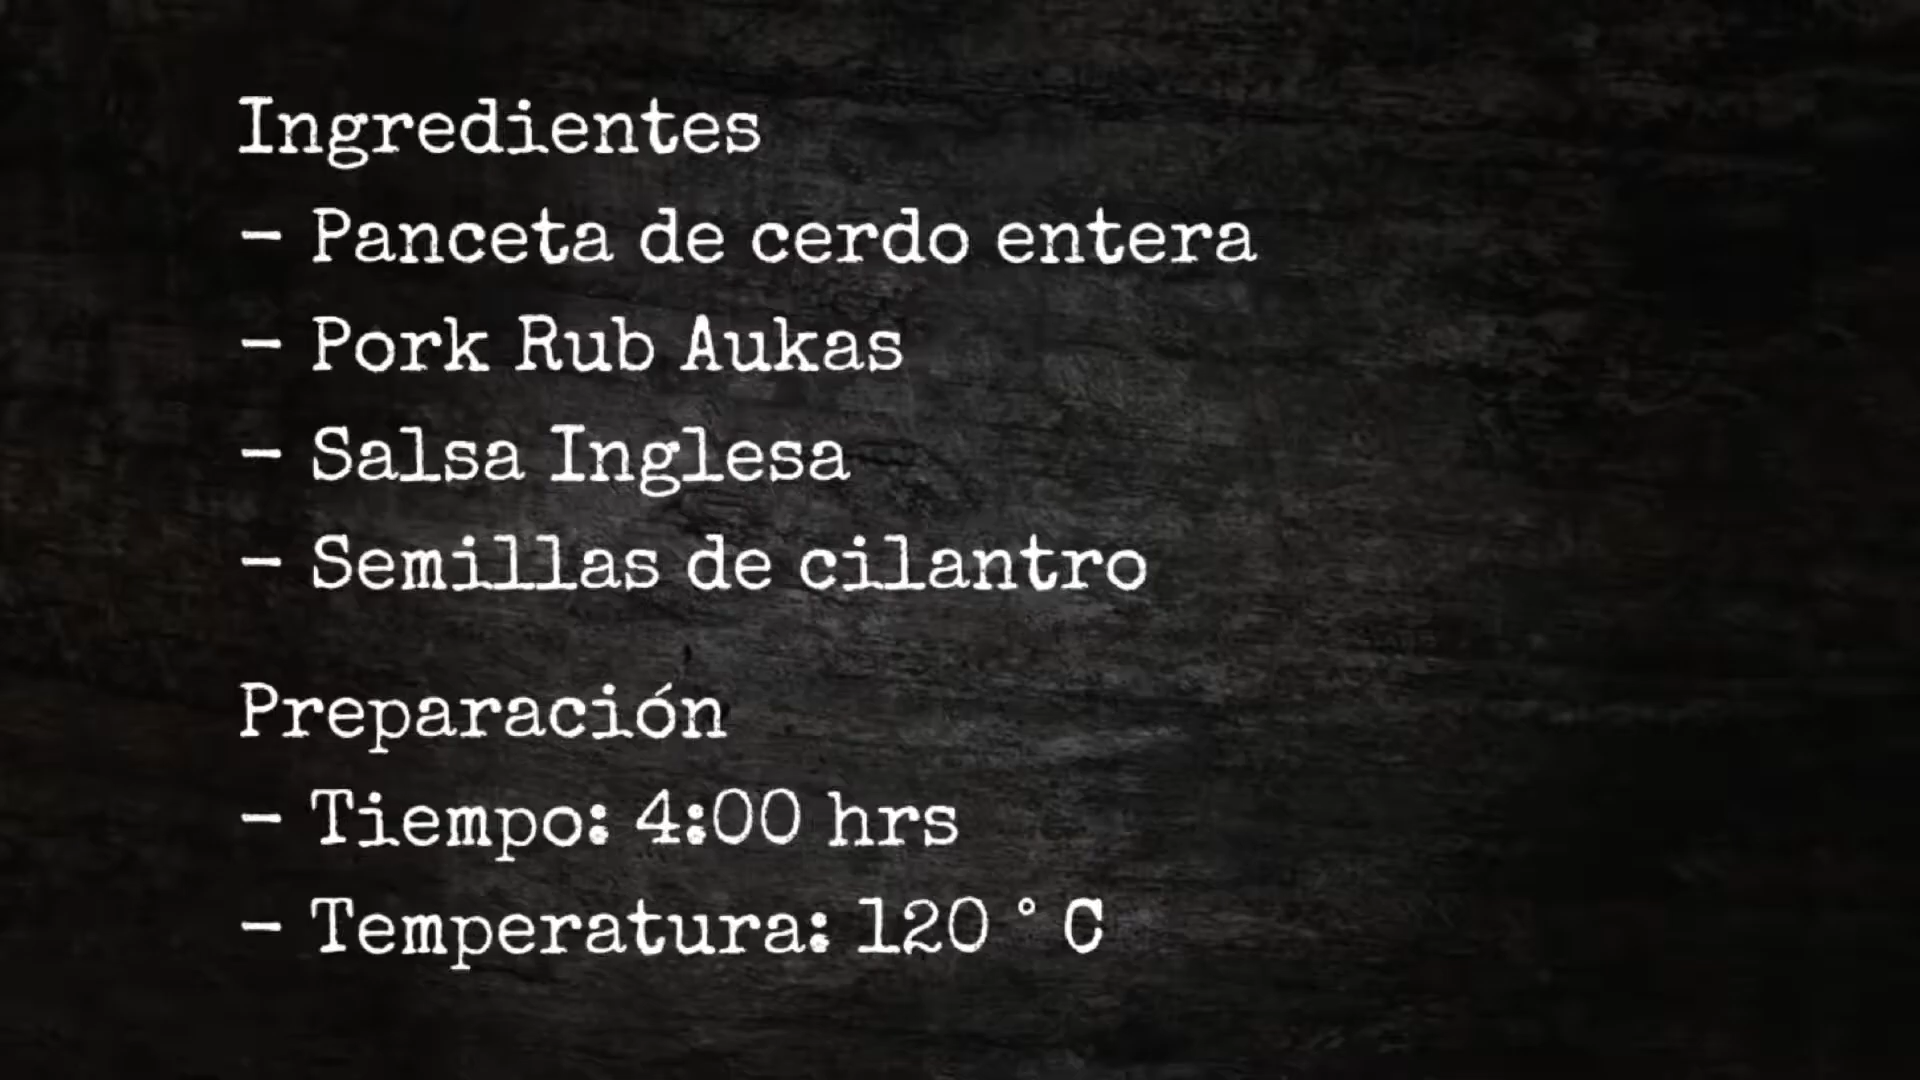 Ingredientes
- Panceta de cerdo entera
- Pork Rub Aukas
- Salsa Inglesa
- Semillas de cilantro
Preparación
- Tiempo: 4:00 hrs
- Temperatura: 120 ° C